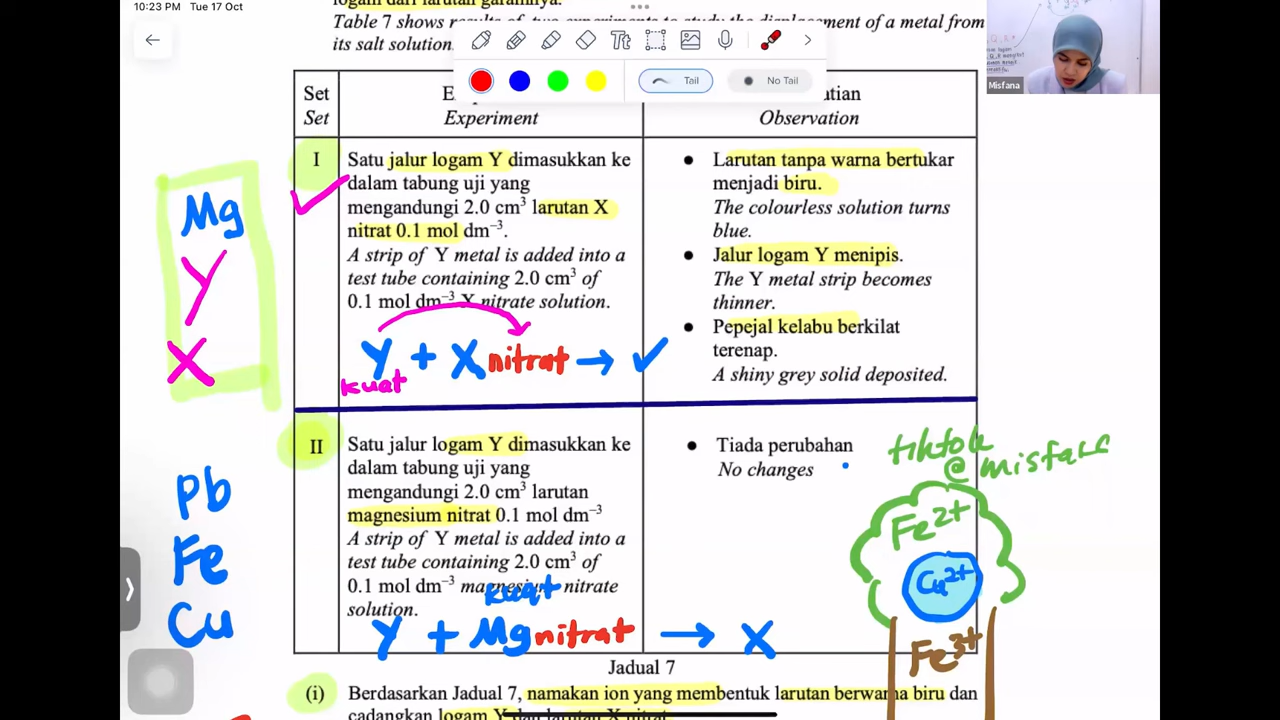 10:23 PM Tue 17 Oct
Table 7 shows results of two experiments to study the displacement of a metal from
its salt solution.
Tt
Tail
No Tail
Misfana
Set
Set
Experiment
Observation
I
Satu jalur logam Y dimasukkan ke
dalam tabung uji yang
mengandungi 2.0 cm³ larutan X
nitrat 0.1 mol dm⁻³.
A strip of Y metal is added into a
test tube containing 2.0 cm³ of
0.1 mol dm⁻³ X nitrate solution.
Y + X nitrat → ✓
kuat
• Larutan tanpa warna bertukar
menjadi biru.
The colourless solution turns
blue.
• Jalur logam Y menipis.
The Y metal strip becomes
thinner.
• Pepejal kelabu berkilat
terenap.
A shiny grey solid deposited.
Mg
Y
X
II
Satu jalur logam Y dimasukkan ke
dalam tabung uji yang
mengandungi 2.0 cm³ larutan
magnesium nitrat 0.1 mol dm⁻³
A strip of Y metal is added into a
test tube containing 2.0 cm³ of
0.1 mol dm⁻³ magnesium nitrate
solution.
kuat
Y + Mg nitrat → X
• Tiada perubahan
No changes
Pb
Fe
Cu
tiktok
Fe²⁺
Cu²⁺
Fe³⁺
Jadual 7
(i) Berdasarkan Jadual 7, namakan ion yang membentuk larutan berwarna biru dan
cadangkan logam Y dan larutan X nitrat.